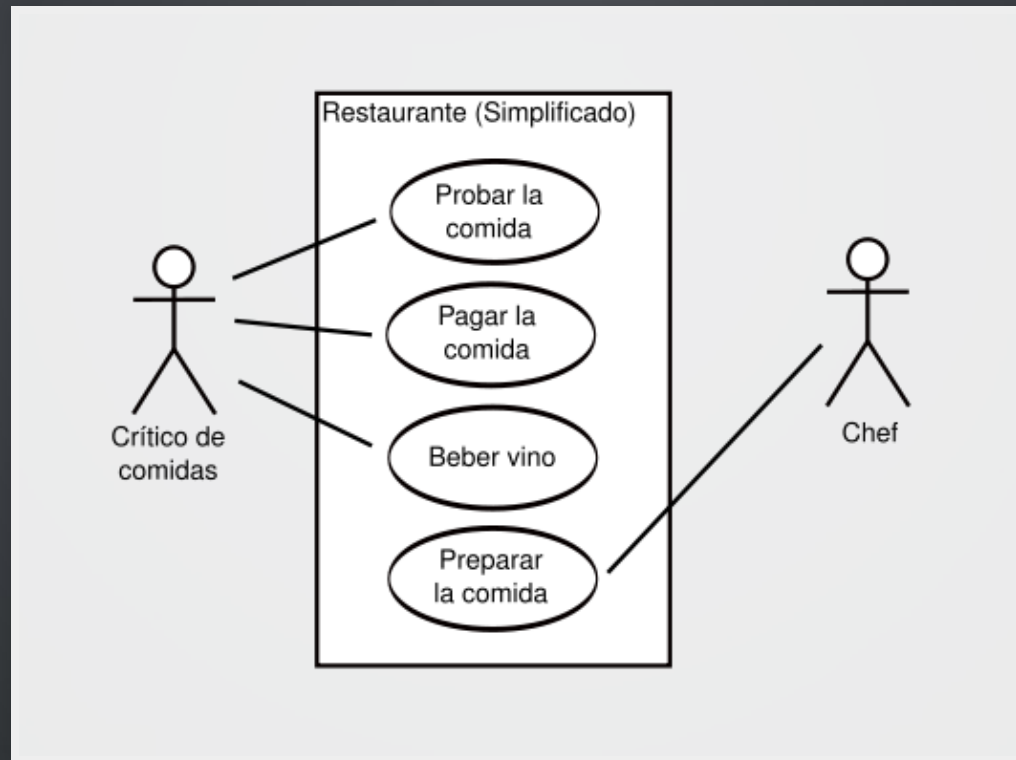 Restaurante (Simplificado)
Probar la
comida
Pagar la
comida
Beber vino
Preparar
la comida
Crítico de
comidas
Chef